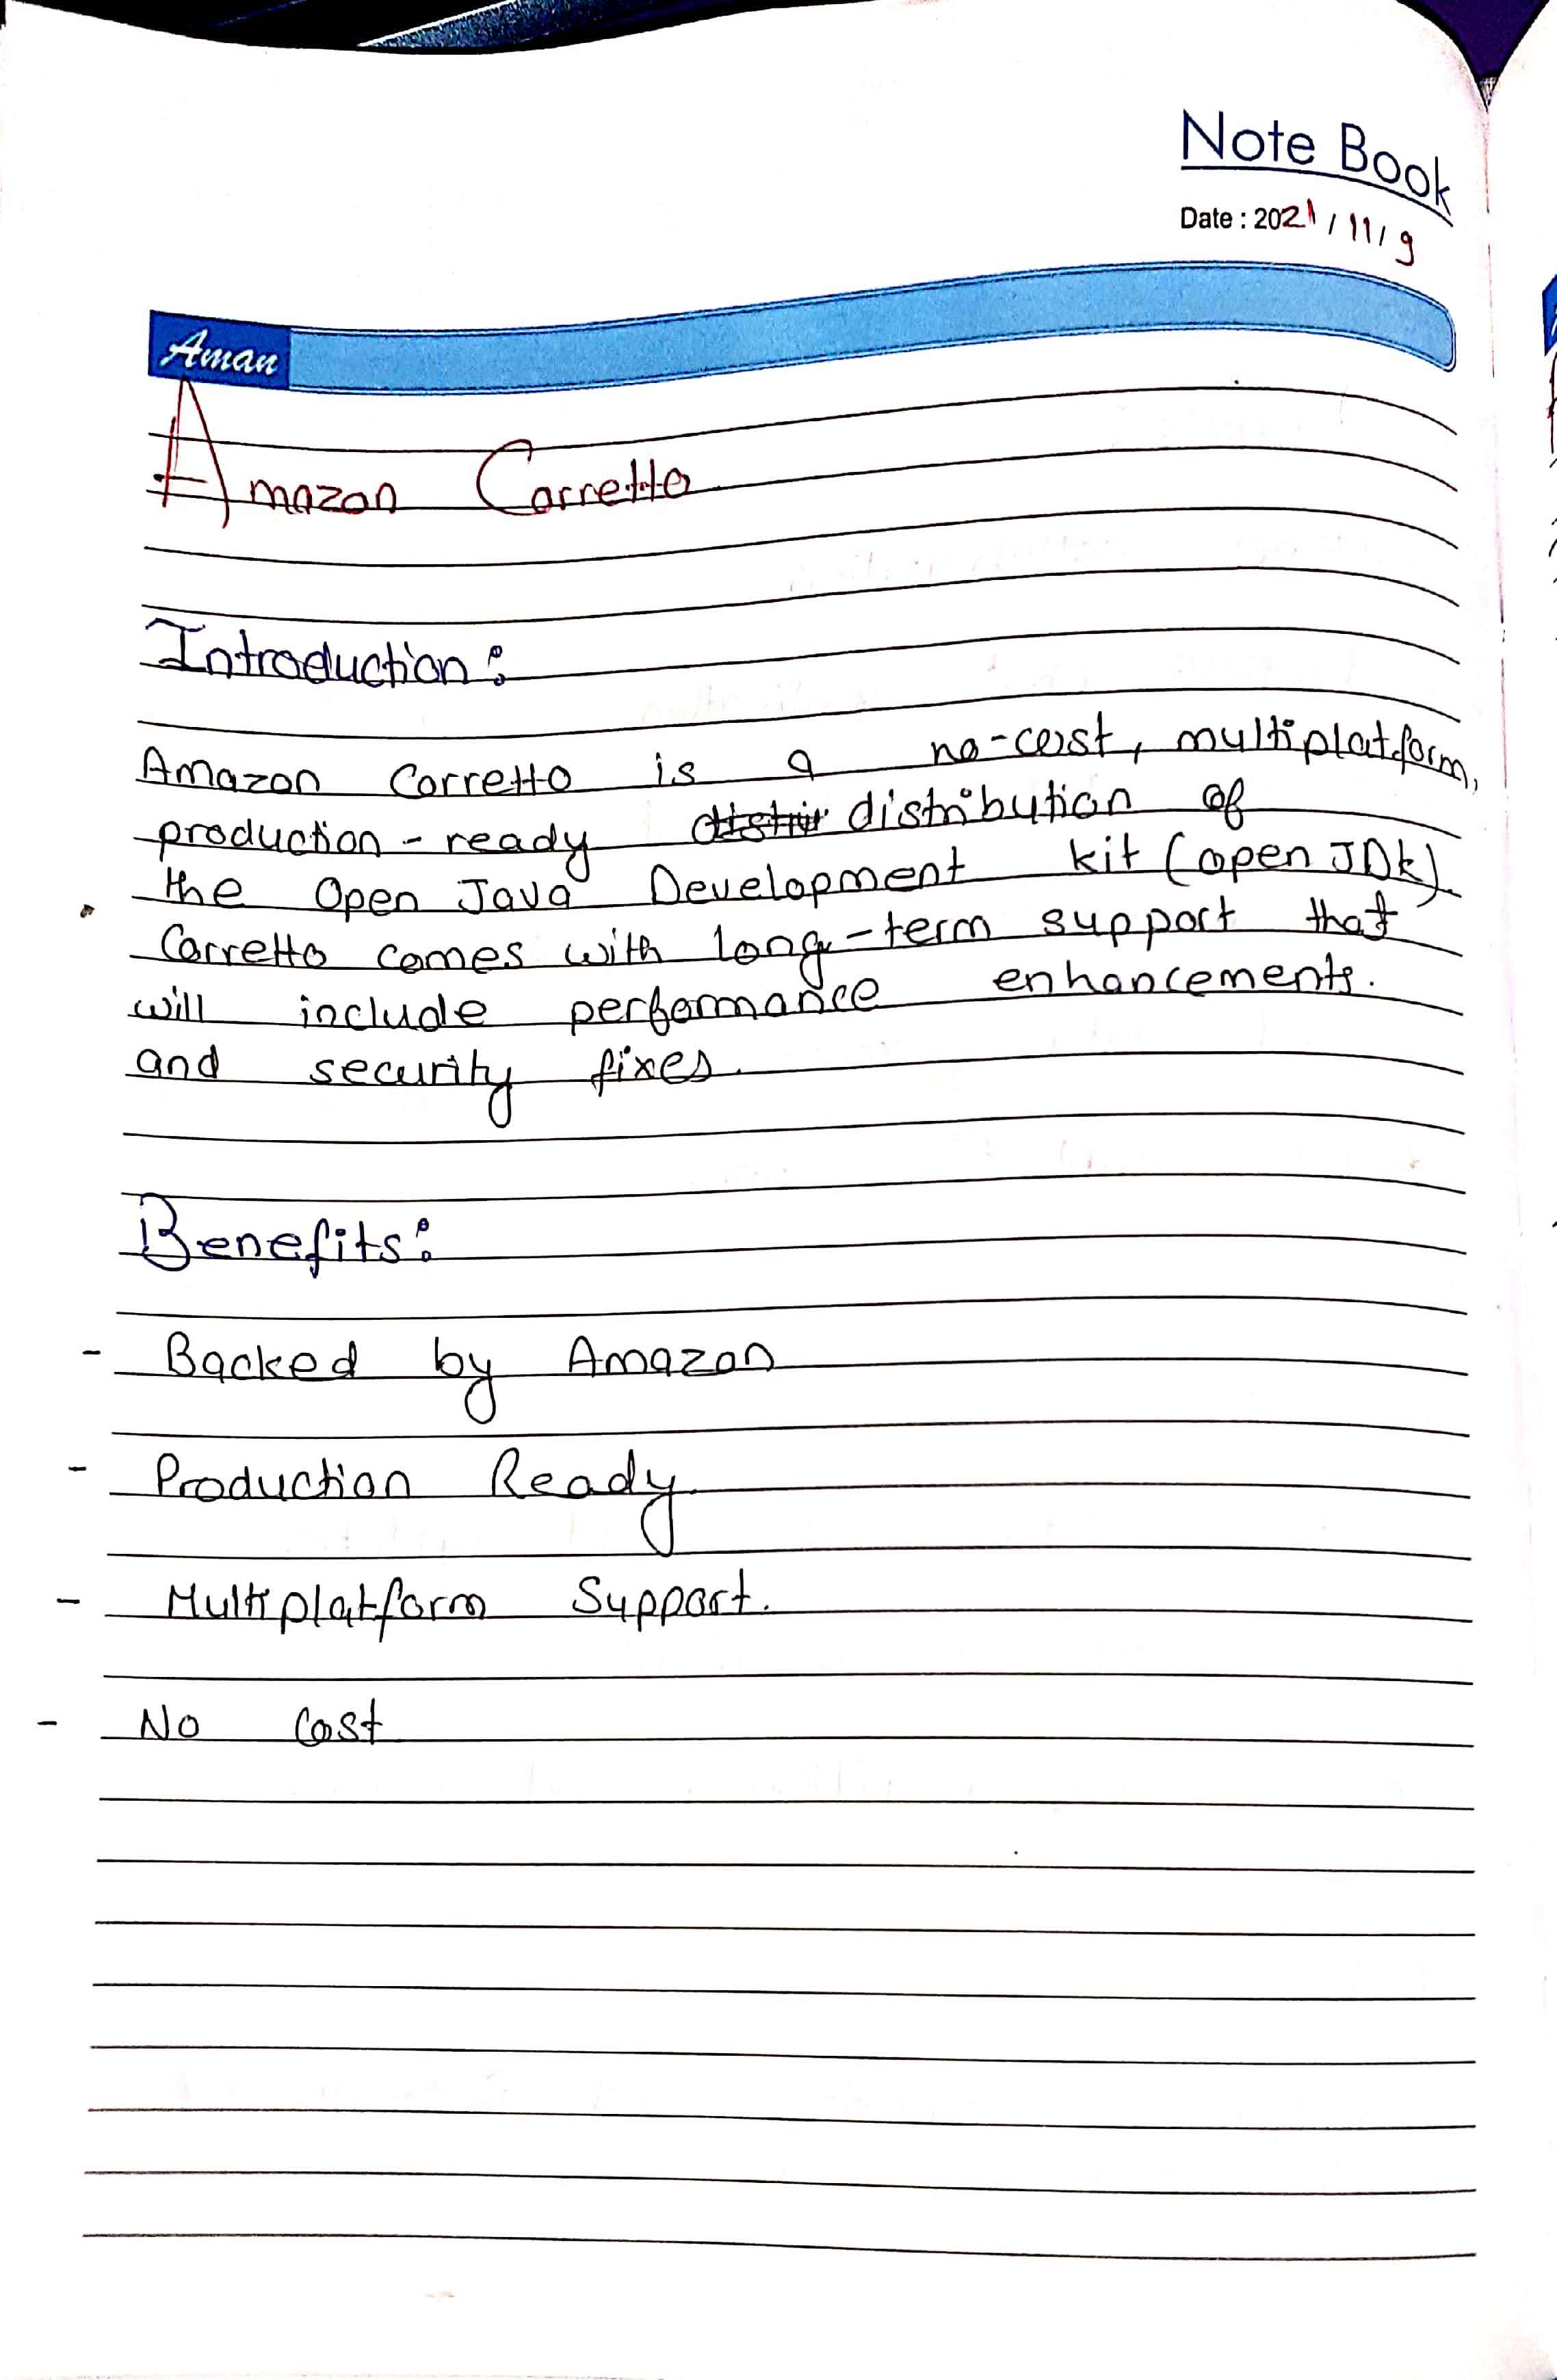 Note Book
Date : 2021 / 11 / 9
Aman
Amazon Corretto
Introduction:
Amazon Corretto is a no-cost, multiplatform,
production-ready distribution of
the Open Java Development kit (open JDk).
Corretto comes with long-term support that
will include performance enhancements.
and security fixes.
Benefits:
- Backed by Amazon
- Production Ready
- Multiplatform Support.
- No Cost